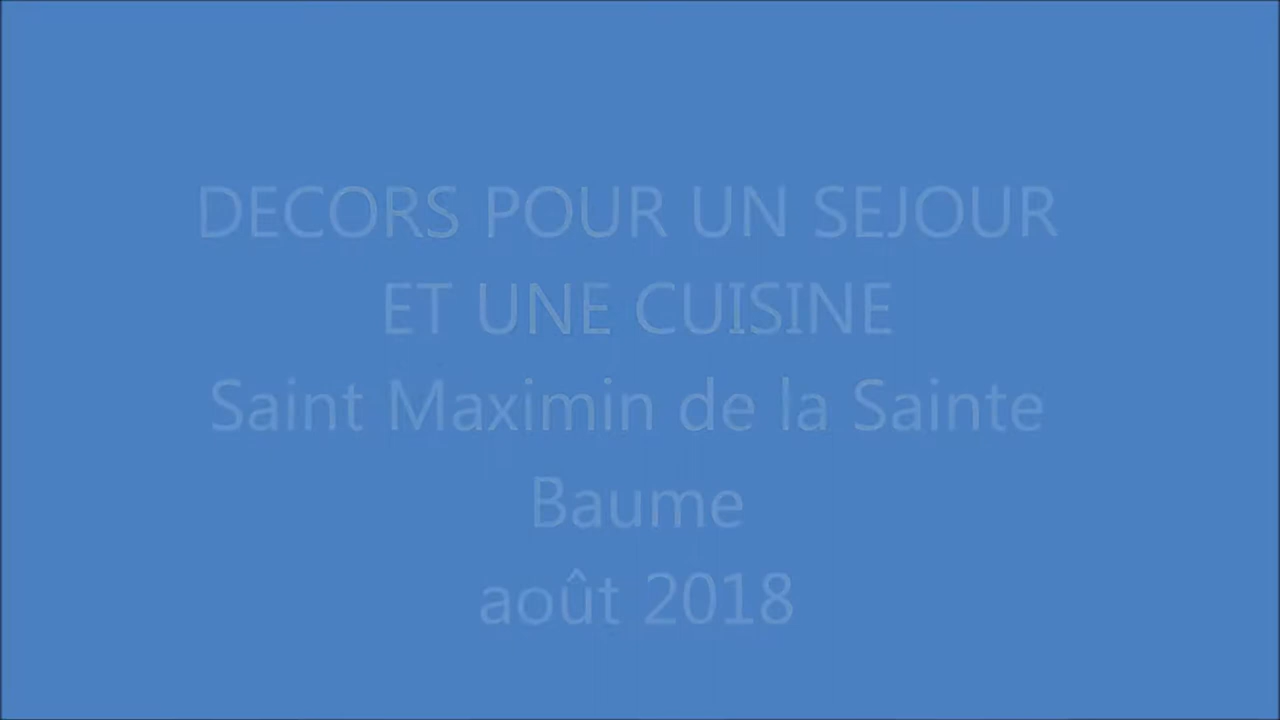 DECORS POUR UN SEJOUR
ET UNE CUISINE
Saint Maximin de la Sainte
Baume
août 2018